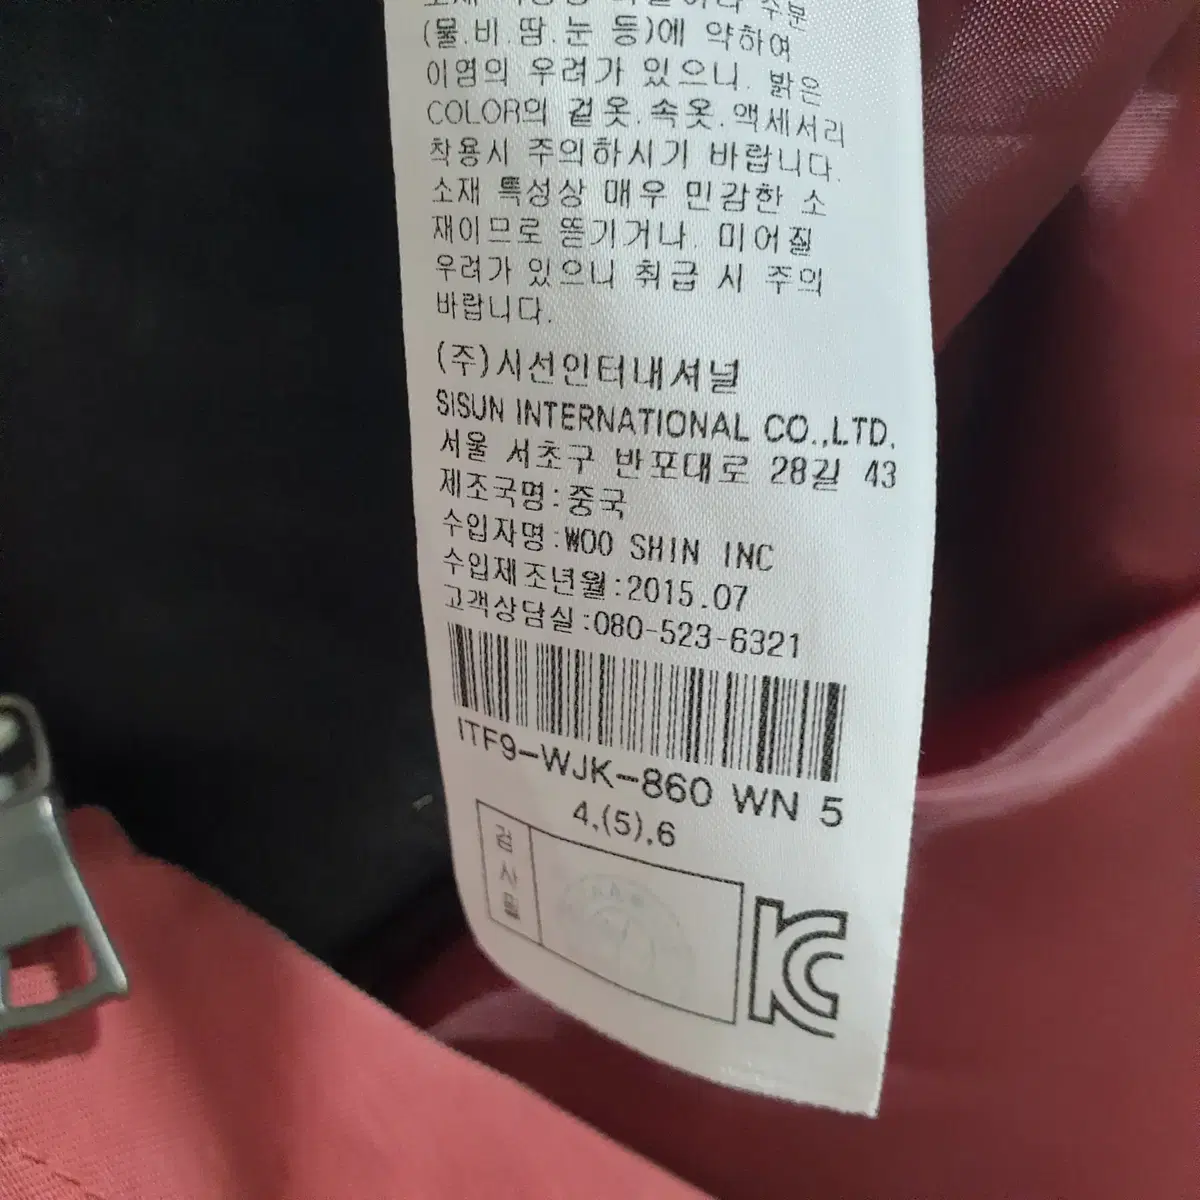 (물.비.땀.눈 등)에 약하여
이염의 우려가 있으니. 밝은
COLOR의 겉옷.속옷.액세서리
착용시 주의하시기 바랍니다.
소재 특성상 매우 민감한 소
재이므로 뜯기거나. 미어질
우려가 있으니 취급 시 주의
바랍니다.
(주)시선인터내셔널
SISUN INTERNATIONAL CO.,LTD.
서울 서초구 반포대로 28길 43
제조국명:중국
수입자명:WOO SHIN INC
수입제조년월:2015.07
고객상담실:080-523-6321
ITF9-WJK-860 WN 5
4,(5),6
검사필
KC